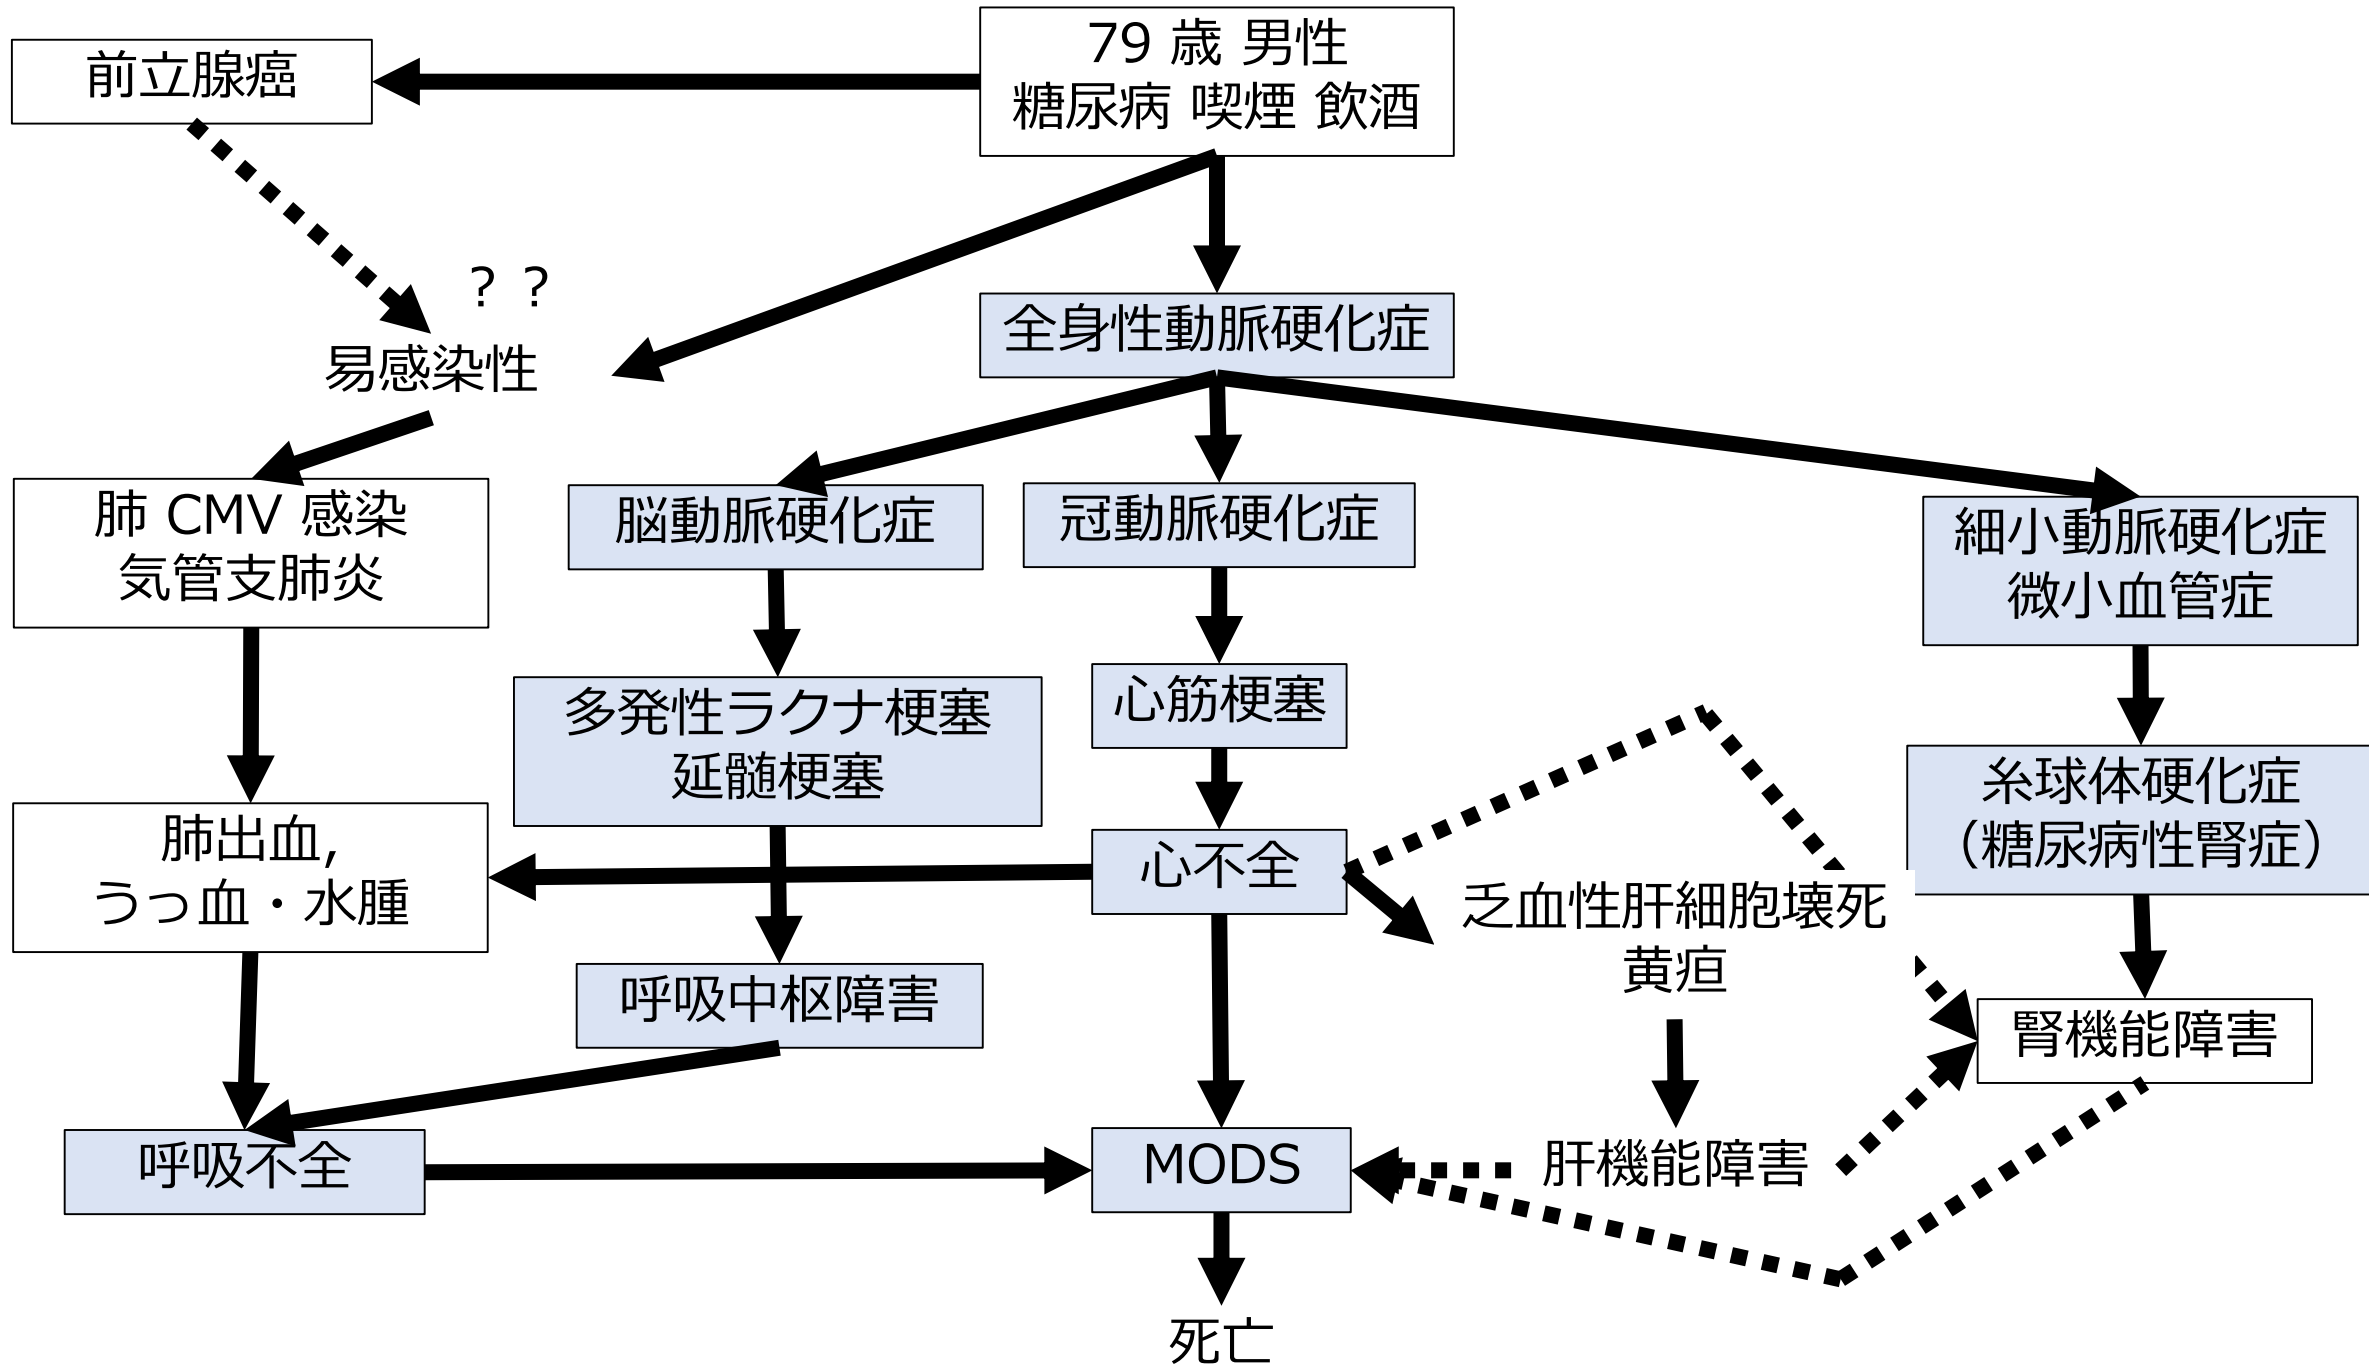 79 歳 男性
糖尿病 喫煙 飲酒
前立腺癌
？？
易感染性
全身性動脈硬化症
肺 CMV 感染
気管支肺炎
脳動脈硬化症
冠動脈硬化症
細小動脈硬化症
微小血管症
多発性ラクナ梗塞
延髄梗塞
心筋梗塞
糸球体硬化症
（糖尿病性腎症）
肺出血,
うっ血・水腫
心不全
乏血性肝細胞壊死
黄疸
呼吸中枢障害
腎機能障害
呼吸不全
MODS
肝機能障害
死亡